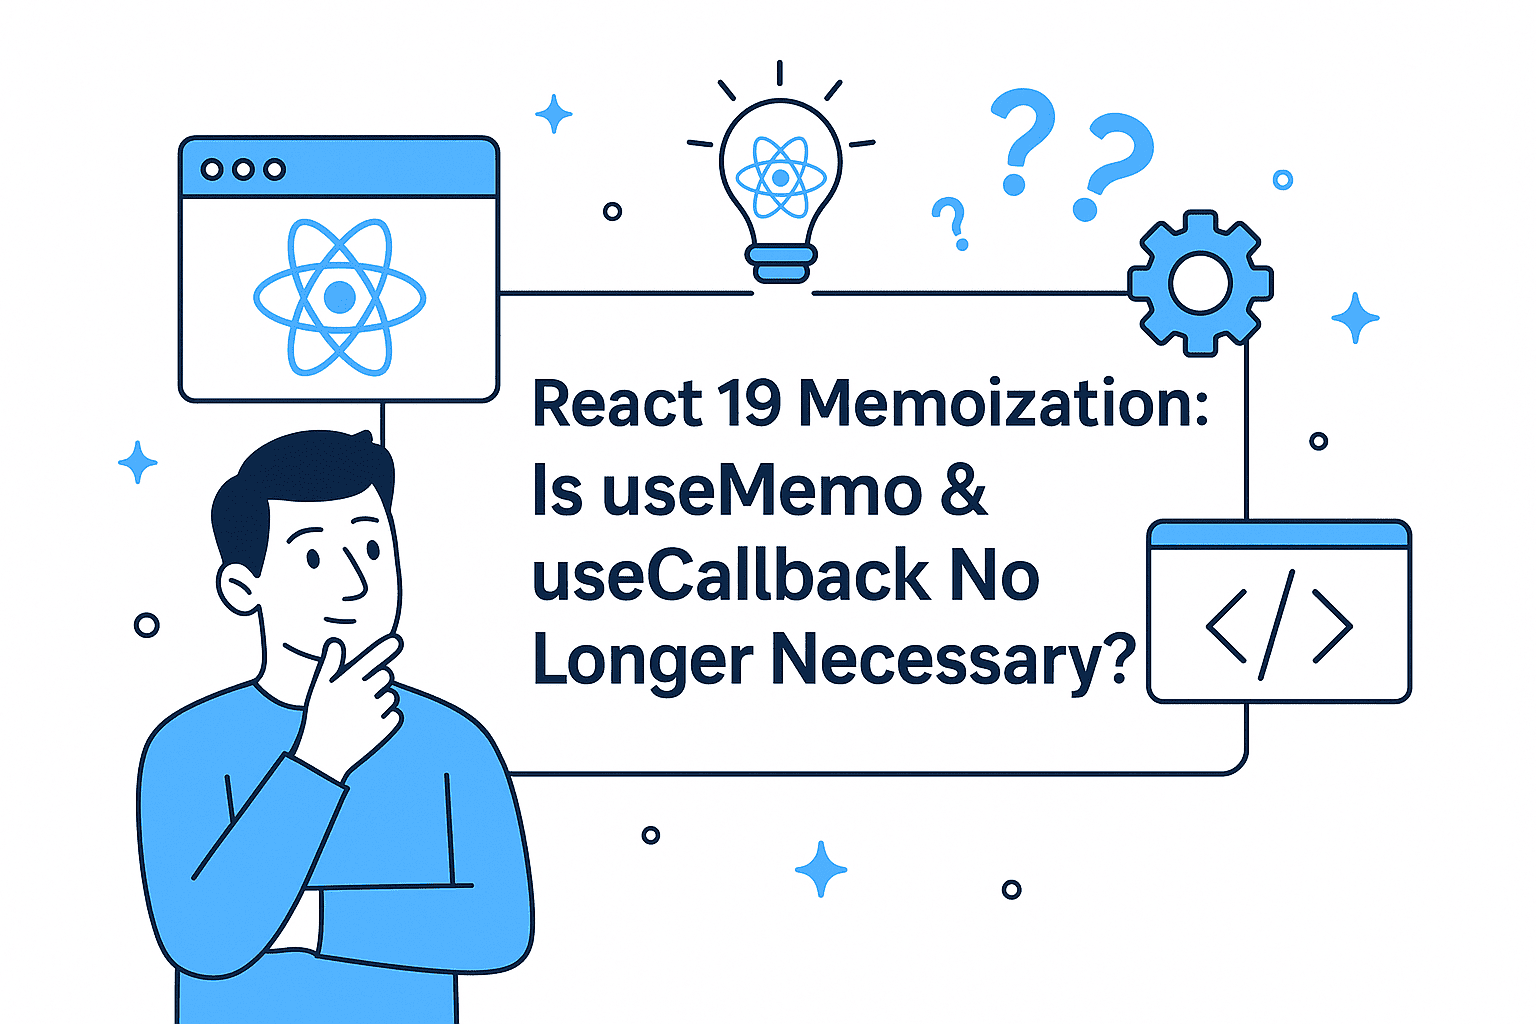 React 19 Memoization:
Is useMemo &
useCallback No
Longer Necessary?
? ? ?
</>